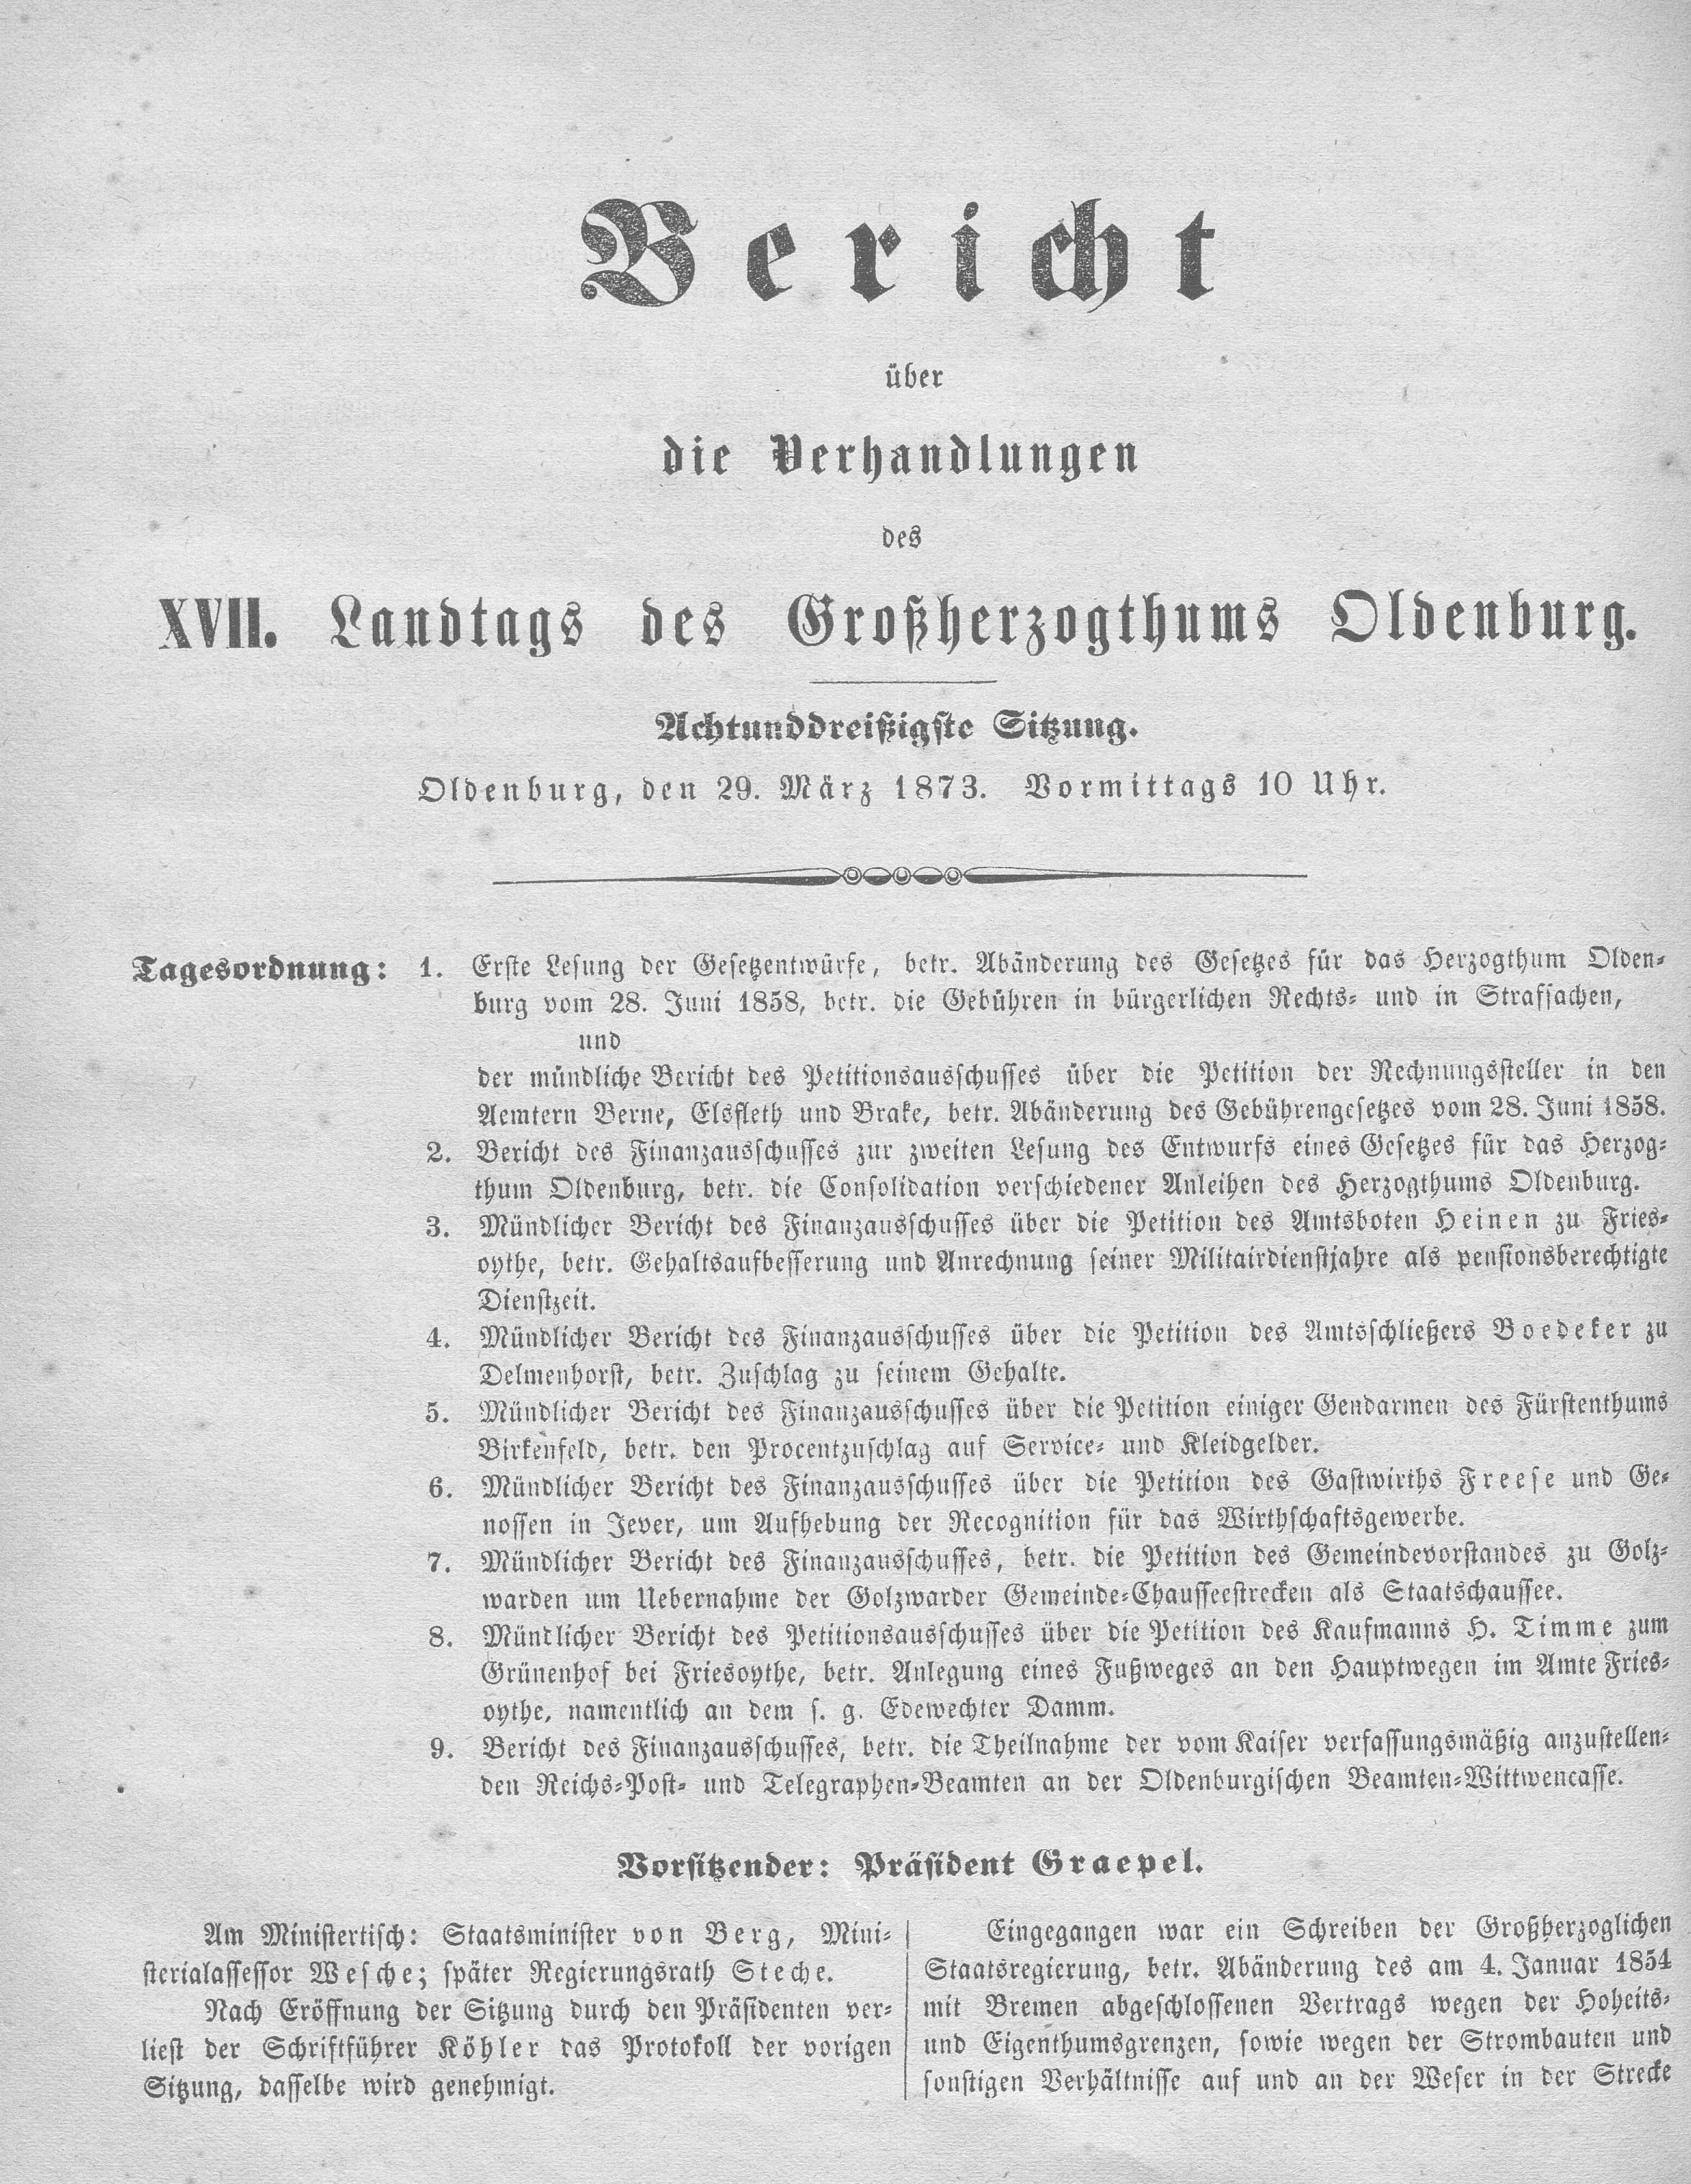 Bericht
über
die Verhandlungen
des
XVII. Landtags des Großherzogthums Oldenburg.
Achtunddreißigste Sitzung.
Oldenburg, den 29. März 1873. Vormittags 10 Uhr.
Tagesordnung: 1. Erste Lesung der Gesetzentwürfe, betr. Abänderung des Gesetzes für das Herzogthum Olden-
burg vom 28. Juni 1858, betr. die Gebühren in bürgerlichen Rechts- und in Strafsachen,
und
der mündliche Bericht des Petitionsausschusses über die Petition der Rechnungssteller in den
Aemtern Berne, Elsfleth und Brake, betr. Abänderung des Gebührengesetzes vom 28. Juni 1858.
2. Bericht des Finanzausschusses zur zweiten Lesung des Entwurfs eines Gesetzes für das Herzog-
thum Oldenburg, betr. die Consolidation verschiedener Anleihen des Herzogthums Oldenburg.
3. Mündlicher Bericht des Finanzausschusses über die Petition des Amtsboten Heinen zu Fries-
oythe, betr. Gehaltsaufbesserung und Anrechnung seiner Militairdienstjahre als pensionsberechtigte
Dienstzeit.
4. Mündlicher Bericht des Finanzausschusses über die Petition des Amtsschließers Boedeker zu
Delmenhorst, betr. Zuschlag zu seinem Gehalte.
5. Mündlicher Bericht des Finanzausschusses über die Petition einiger Gendarmen des Fürstenthums
Birkenfeld, betr. den Procentzuschlag auf Service- und Kleidgelder.
6. Mündlicher Bericht des Finanzausschusses über die Petition des Gastwirths Freese und Ge-
nossen in Jever, um Aufhebung der Recognition für das Wirthschaftsgewerbe.
7. Mündlicher Bericht des Finanzausschusses, betr. die Petition des Gemeindevorstandes zu Golz-
warden um Uebernahme der Golzwarder Gemeinde-Chausseestrecken als Staatschaussee.
8. Mündlicher Bericht des Petitionsausschusses über die Petition des Kaufmanns H. Timme zum
Grünenhof bei Friesoythe, betr. Anlegung eines Fußweges an den Hauptwegen im Amte Fries-
oythe, namentlich an dem s. g. Edewechter Damm.
9. Bericht des Finanzausschusses, betr. die Theilnahme der vom Kaiser verfassungsmäßig anzustellen-
den Reichs-Post- und Telegraphen-Beamten an der Oldenburgischen Beamten-Wittwencasse.
Vorsitzender: Präsident Graepel.
Am Ministertisch: Staatsminister von Berg, Mini-
sterialassessor Wesche; später Regierungsrath Steche.
Nach Eröffnung der Sitzung durch den Präsidenten ver-
liest der Schriftführer Köhler das Protokoll der vorigen
Sitzung, dasselbe wird genehmigt.
Eingegangen war ein Schreiben der Großherzoglichen
Staatsregierung, betr. Abänderung des am 4. Januar 1854
mit Bremen abgeschlossenen Vertrags wegen der Hoheits-
und Eigenthumsgrenzen, sowie wegen der Strombauten und
sonstigen Verhältnisse auf und an der Weser in der Strecke